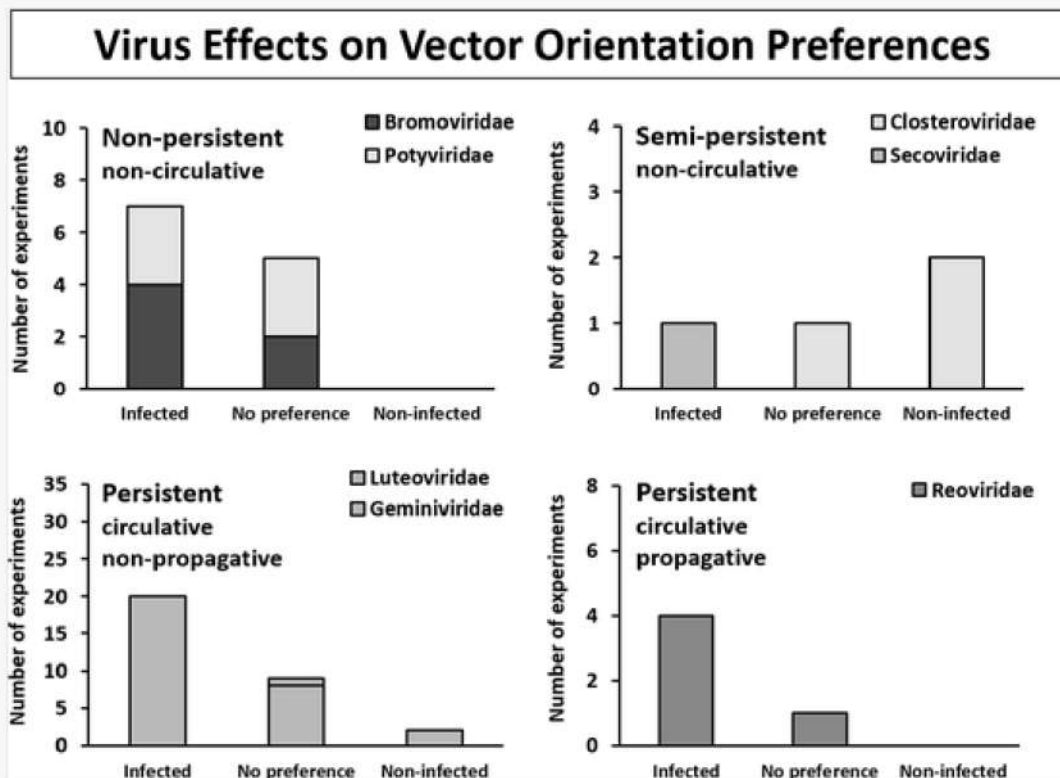 Virus Effects on Vector Orientation Preferences
Number of experiments
10
8
6
4
2
0
Non-persistent
non-circulative
Bromoviridae
Potyviridae
Infected
No preference
Non-infected
Number of experiments
4
3
2
1
0
Semi-persistent
non-circulative
Closteroviridae
Secoviridae
Infected
No preference
Non-infected
Number of experiments
35
30
25
20
15
10
5
0
Persistent
circulative
non-propagative
Luteoviridae
Geminiviridae
Infected
No preference
Non-infected
Number of experiments
8
6
4
2
0
Persistent
circulative
propagative
Reoviridae
Infected
No preference
Non-infected